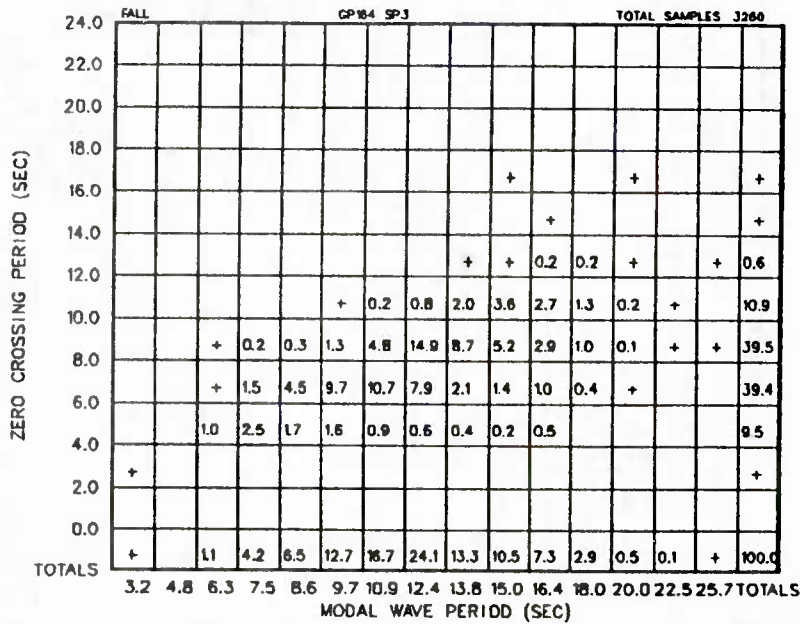 FALL GP184 SP.3 TOTAL SAMPLES 3260
24.0
22.0
20.0
18.0
+ + +
16.0
+ +
14.0
+ + 0.2 0.2 + + 0.6
12.0
+ 0.2 0.8 2.0 3.6 2.7 1.3 0.2 + 10.9
10.0
+ 0.2 0.3 1.3 4.8 14.9 8.7 5.2 2.9 1.0 0.1 + + 39.5
8.0
+ 1.5 4.5 9.7 10.7 7.9 2.1 1.4 1.0 0.4 + 39.4
6.0
1.0 2.5 1.7 1.6 0.9 0.6 0.4 0.2 0.5 9.5
4.0
+ +
2.0
0.0
+ 1.1 4.2 6.5 12.7 16.7 24.1 13.3 10.5 7.3 2.9 0.5 0.1 + 100.0
TOTALS
3.2 4.8 6.3 7.5 8.6 9.7 10.9 12.4 13.8 15.0 16.4 18.0 20.0 22.5 25.7 TOTALS
MODAL WAVE PERIOD (SEC)
ZERO CROSSING PERIOD (SEC)